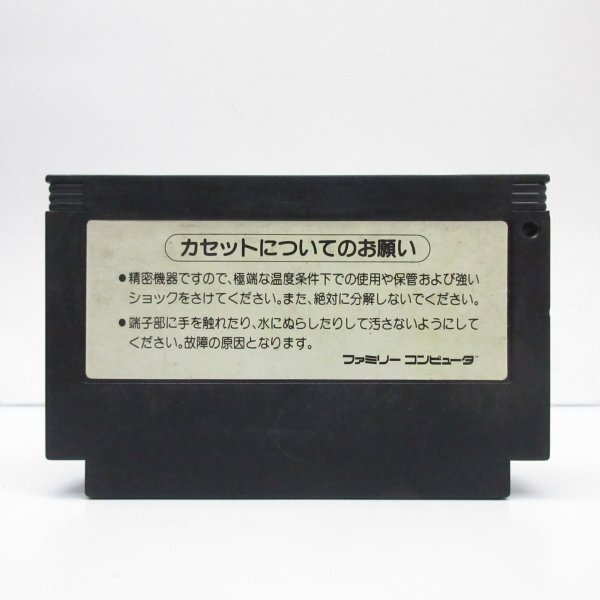 カセットについてのお願い
●精密機器ですので、極端な温度条件下での使用や保管および強い
ショックをさけてください。また、絶対に分解しないでください。
●端子部に手を触れたり、水にぬらしたりして汚さないようにして
ください。故障の原因となります。
ファミリー コンピュータ™